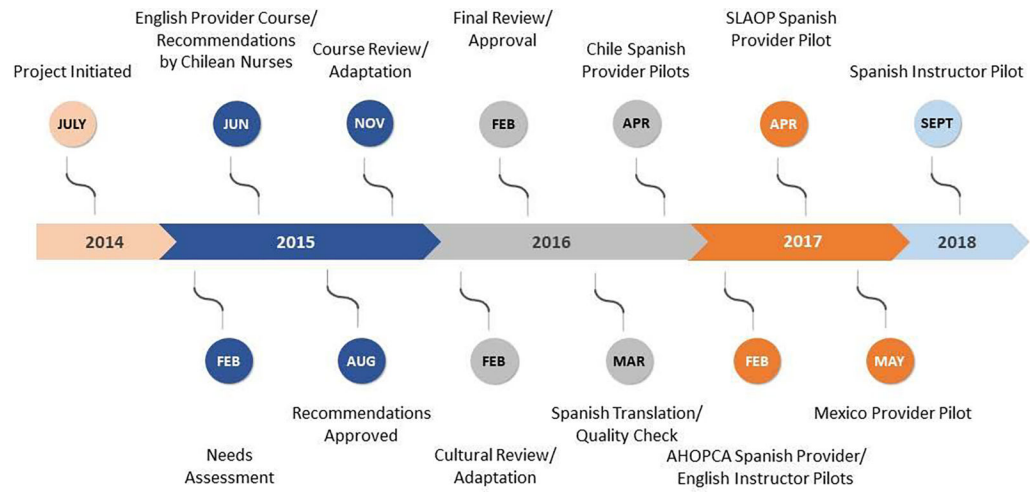 English Provider Course/
Recommendations
by Chilean Nurses
Final Review/
Approval
SLAOP Spanish
Provider Pilot
Course Review/
Adaptation
Chile Spanish
Provider Pilots
Project Initiated
Spanish Instructor Pilot
JULY
JUN
NOV
FEB
APR
APR
SEPT
2014
2015
2016
2017
2018
FEB
AUG
FEB
MAR
FEB
MAY
Recommendations
Approved
Spanish Translation/
Quality Check
Mexico Provider Pilot
Needs
Assessment
Cultural Review/
Adaptation
AHOPCA Spanish Provider/
English Instructor Pilots